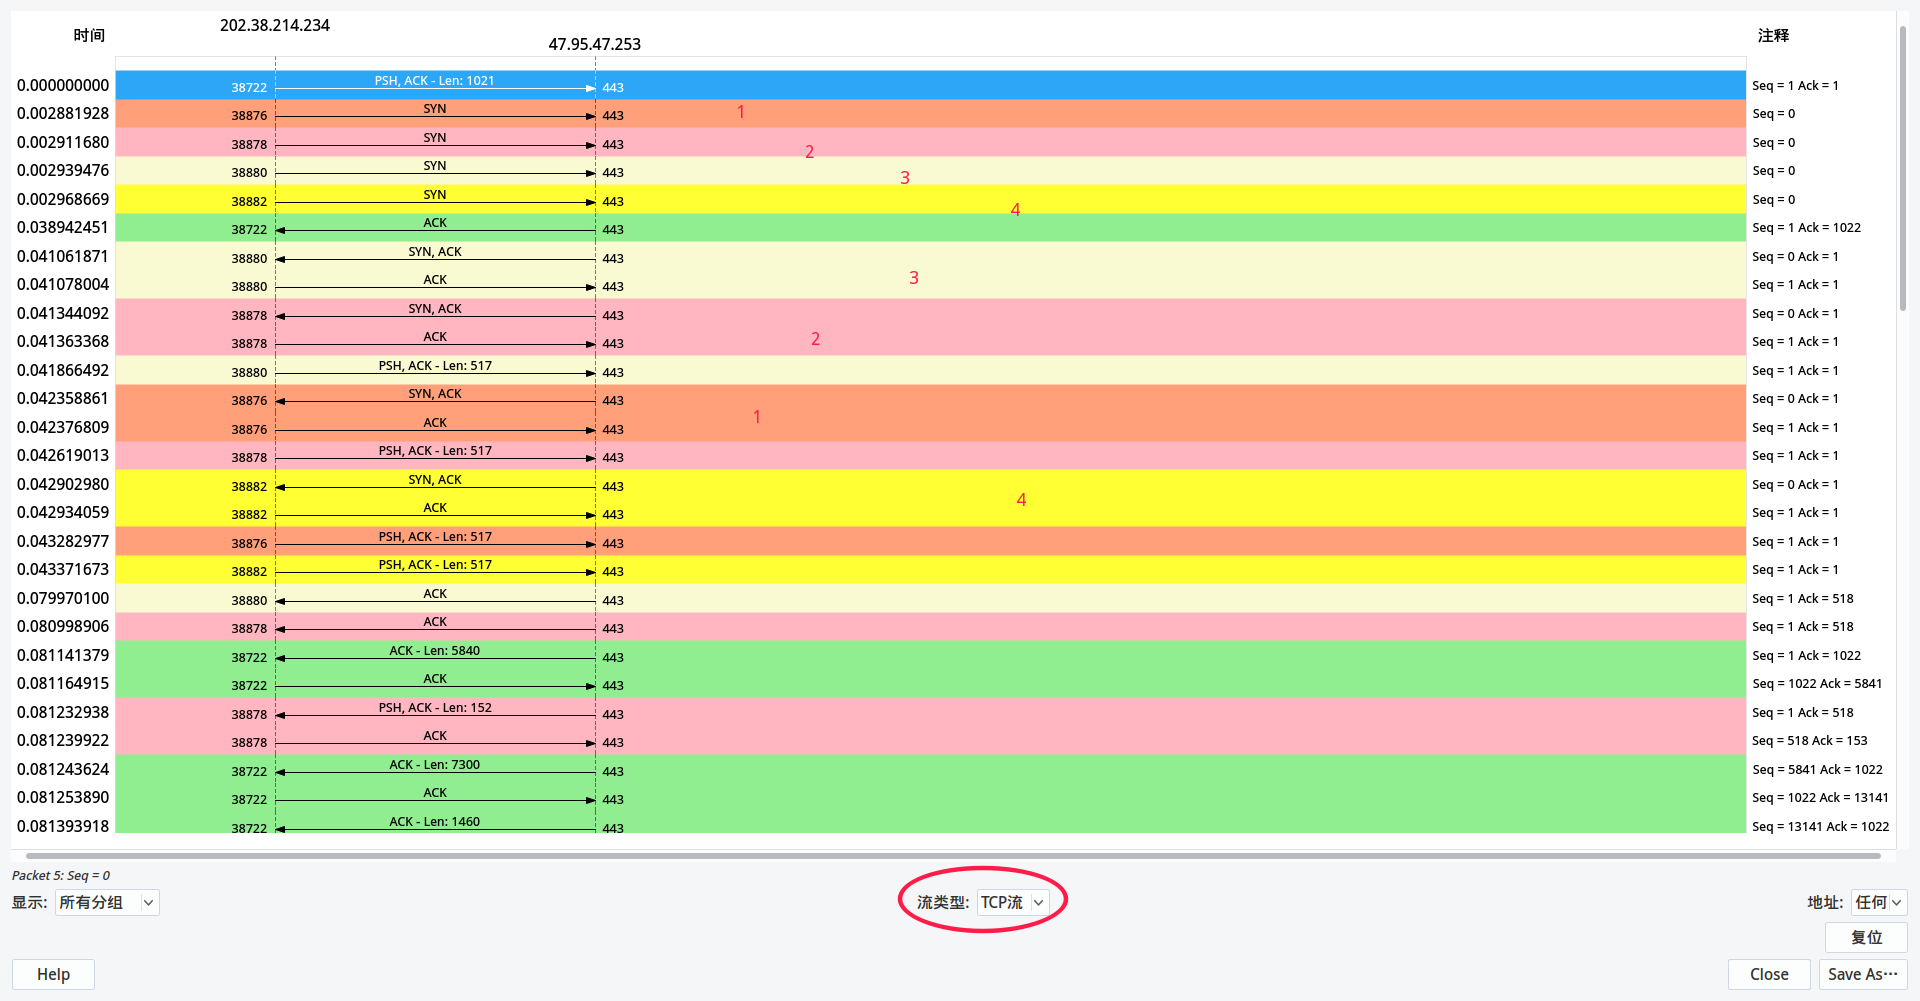 时间 202.38.214.234 47.95.47.253 注释
0.000000000 38722 PSH, ACK - Len: 1021 443 Seq = 1 Ack = 1
0.002881928 38876 SYN 443 1 Seq = 0
0.002911680 38878 SYN 443 2 Seq = 0
0.002939476 38880 SYN 443 3 Seq = 0
0.002968669 38882 SYN 443 4 Seq = 0
0.038942451 38722 ACK 443 Seq = 1 Ack = 1022
0.041061871 38880 SYN, ACK 443 Seq = 0 Ack = 1
0.041078004 38880 ACK 443 3 Seq = 1 Ack = 1
0.041344092 38878 SYN, ACK 443 Seq = 0 Ack = 1
0.041363368 38878 ACK 443 2 Seq = 1 Ack = 1
0.041866492 38880 PSH, ACK - Len: 517 443 Seq = 1 Ack = 1
0.042358861 38876 SYN, ACK 443 Seq = 0 Ack = 1
0.042376809 38876 ACK 443 1 Seq = 1 Ack = 1
0.042619013 38878 PSH, ACK - Len: 517 443 Seq = 1 Ack = 1
0.042902980 38882 SYN, ACK 443 4 Seq = 0 Ack = 1
0.042934059 38882 ACK 443 Seq = 1 Ack = 1
0.043282977 38876 PSH, ACK - Len: 517 443 Seq = 1 Ack = 1
0.043371673 38882 PSH, ACK - Len: 517 443 Seq = 1 Ack = 1
0.079970100 38880 ACK 443 Seq = 1 Ack = 518
0.080998906 38878 ACK 443 Seq = 1 Ack = 518
0.081141379 38722 ACK - Len: 5840 443 Seq = 1 Ack = 1022
0.081164915 38722 ACK 443 Seq = 1022 Ack = 5841
0.081232938 38878 PSH, ACK - Len: 152 443 Seq = 1 Ack = 518
0.081239922 38878 ACK 443 Seq = 518 Ack = 153
0.081243624 38722 ACK - Len: 7300 443 Seq = 5841 Ack = 1022
0.081253890 38722 ACK 443 Seq = 1022 Ack = 13141
0.081393918 38722 ACK - Len: 1460 443 Seq = 13141 Ack = 1022
Packet 5: Seq = 0
显示: 所有分组 流类型: TCP流 地址: 任何
复位
Help Close Save As…